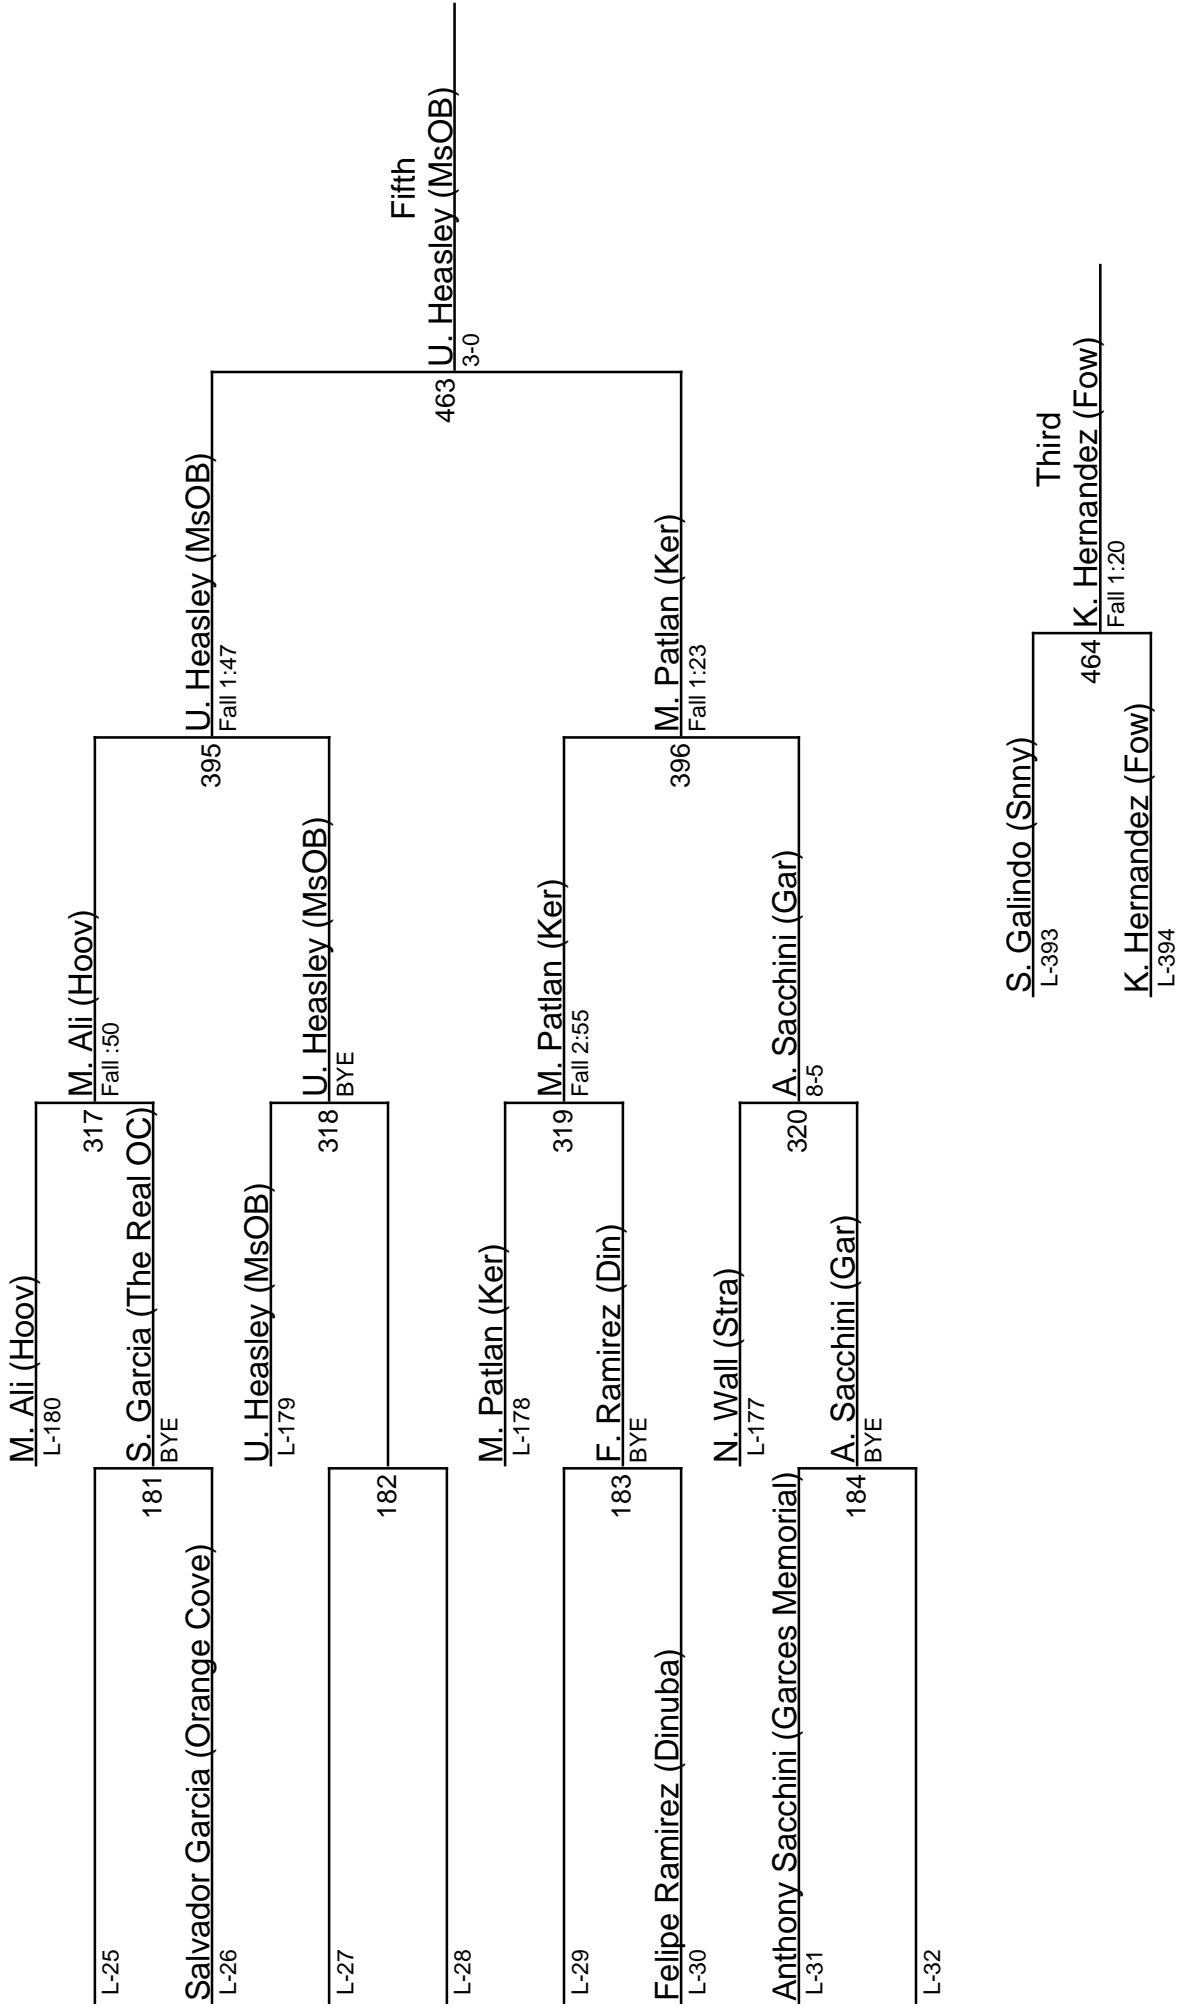 L-25
Salvador Garcia (Orange Cove)
L-26
L-27
L-28
L-29
Felipe Ramirez (Dinuba)
L-30
Anthony Sacchini (Garces Memorial)
L-31
L-32
181
182
183
184
M. Ali (Hoov)
L-180
S. Garcia (The Real OC)
BYE
U. Heasley (MsOB)
L-179
M. Patlan (Ker)
L-178
F. Ramirez (Din)
BYE
N. Wall (Stra)
L-177
A. Sacchini (Gar)
BYE
317
318
319
320
M. Ali (Hoov)
Fall :50
U. Heasley (MsOB)
BYE
M. Patlan (Ker)
Fall 2:55
A. Sacchini (Gar)
8-5
395
396
U. Heasley (MsOB)
Fall 1:47
M. Patlan (Ker)
Fall 1:23
463
Fifth
U. Heasley (MsOB)
3-0
S. Galindo (Snny)
L-393
K. Hernandez (Fow)
L-394
464
Third
K. Hernandez (Fow)
Fall 1:20